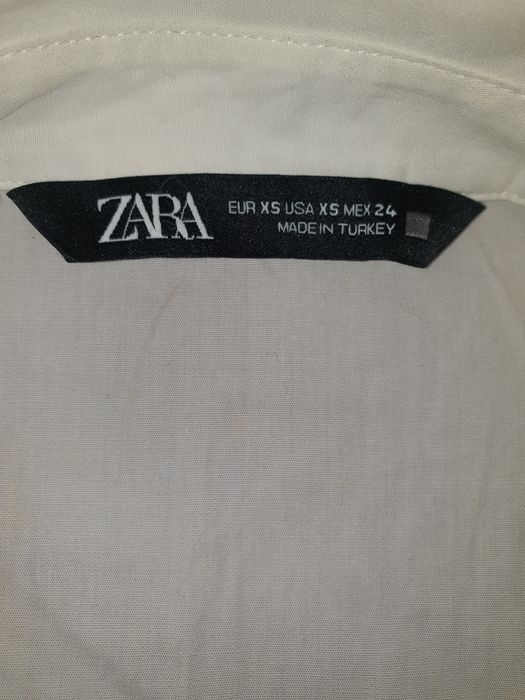 ZARA
EUR XS USA XS MEX 24
MADE IN TURKEY